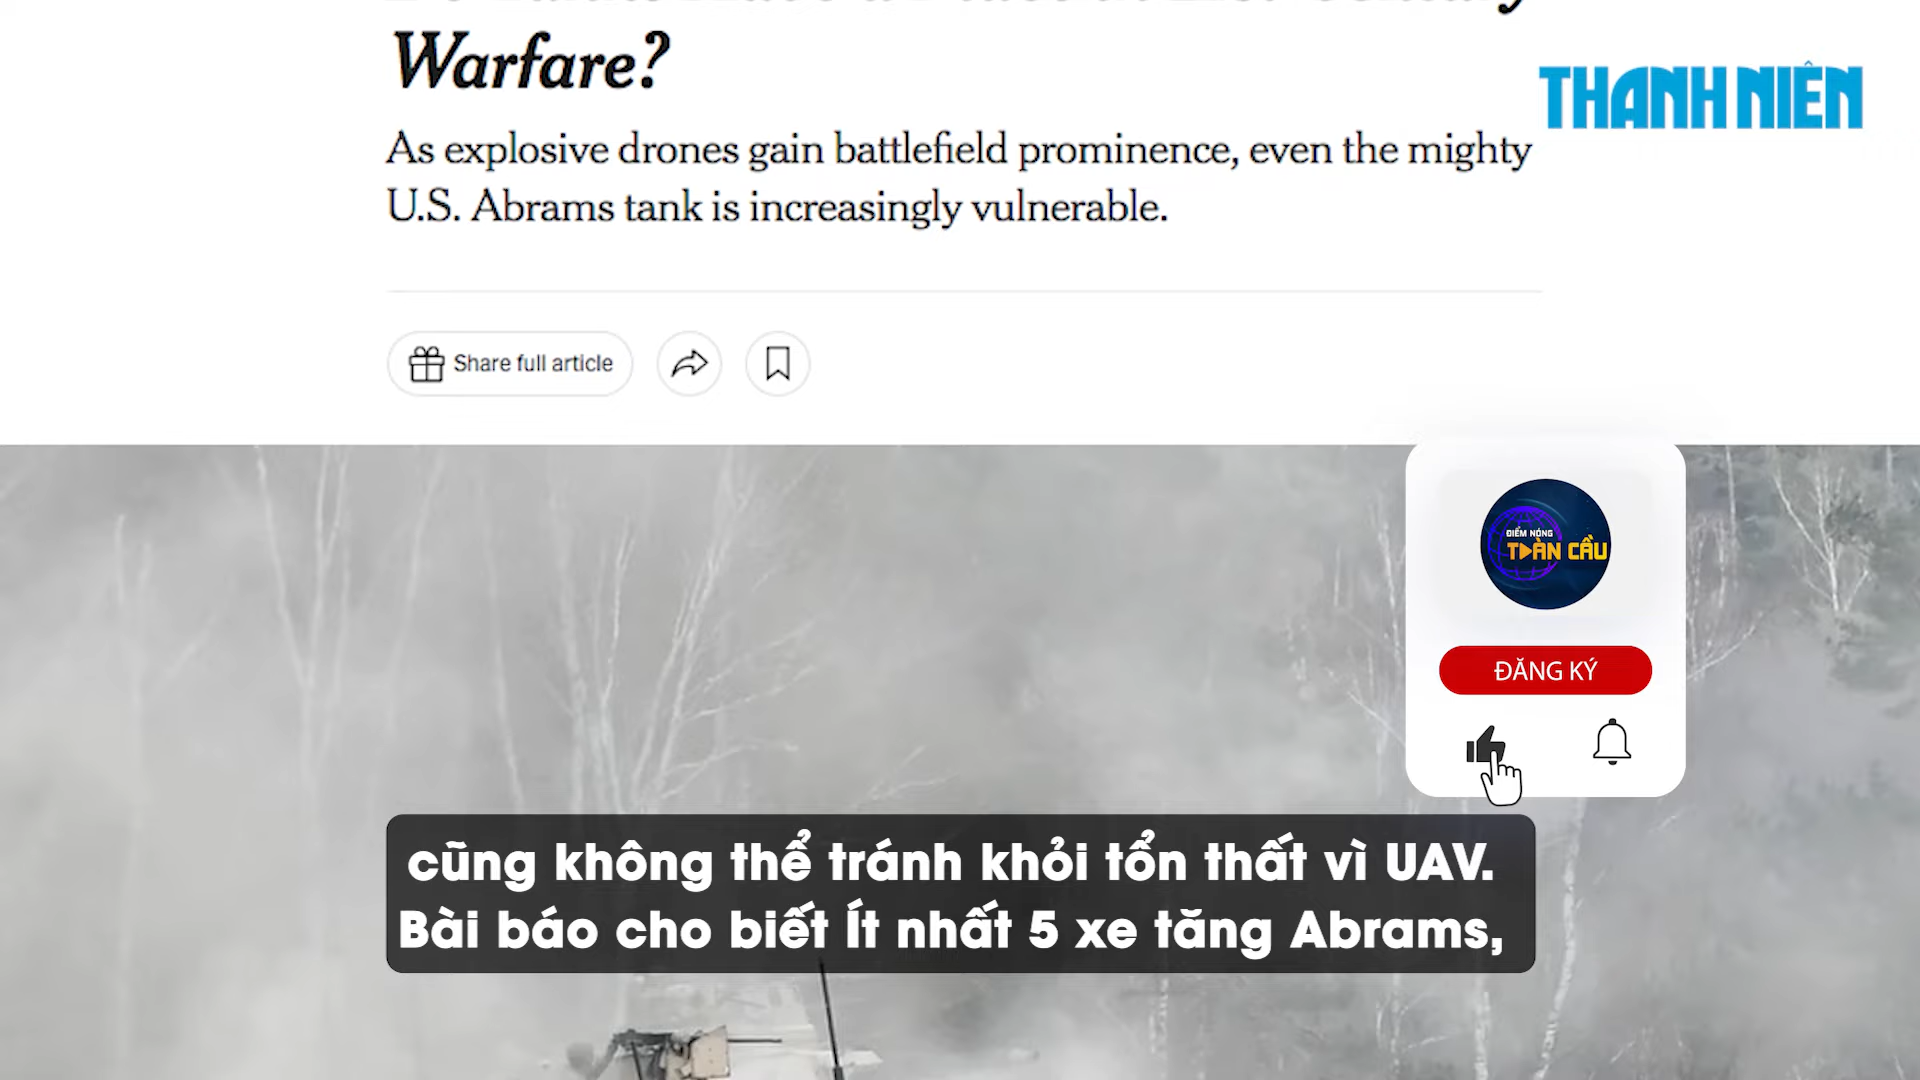 Warfare?
THANH NIÊN
As explosive drones gain battlefield prominence, even the mighty
U.S. Abrams tank is increasingly vulnerable.
Share full article
ĐIỂM NÓNG
TOÀN CẦU
ĐĂNG KÝ
cũng không thể tránh khỏi tổn thất vì UAV.
Bài báo cho biết Ít nhất 5 xe tăng Abrams,